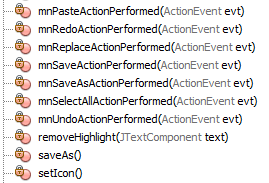 mnPasteActionPerformed(ActionEvent evt)
mnRedoActionPerformed(ActionEvent evt)
mnReplaceActionPerformed(ActionEvent evt)
mnSaveActionPerformed(ActionEvent evt)
mnSaveAsActionPerformed(ActionEvent evt)
mnSelectAllActionPerformed(ActionEvent evt)
mnUndoActionPerformed(ActionEvent evt)
removeHighlight(JTextComponent text)
saveAs()
setIcon()